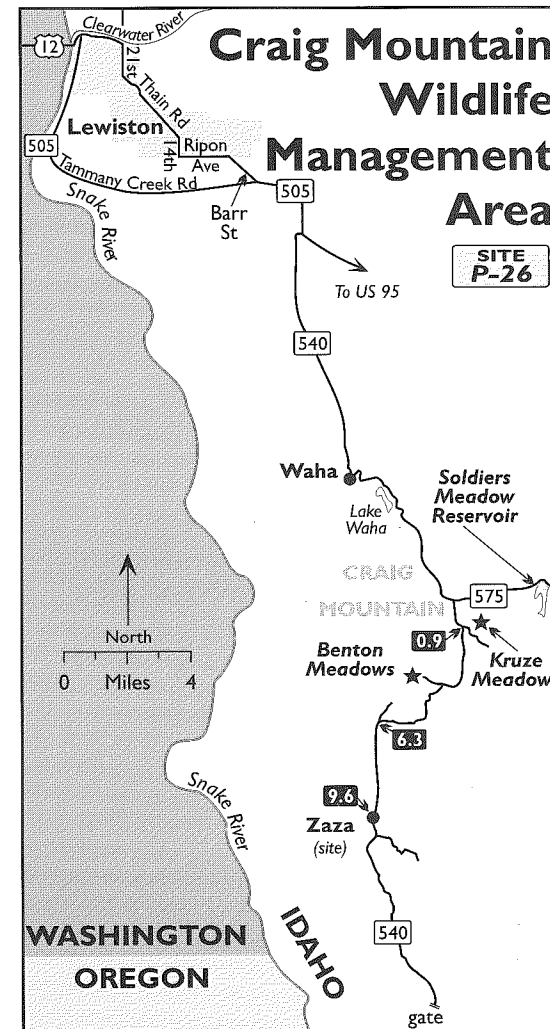 Craig Mountain
Wildlife
Management
Area
SITE
P-26
Clearwater River
12
21st
Thain Rd
Lewiston
505
14th
Ripon
Ave
Tammany Creek Rd
505
Barr
St
Snake River
To US 95
540
Waha
Lake
Waha
Soldiers
Meadow
Reservoir
CRAIG
MOUNTAIN
575
0.9
Kruze
Meadow
Benton
Meadows
North
0 Miles 4
6.3
9.6
Zaza
(site)
Snake River
540
WASHINGTON
OREGON
IDAHO
gate